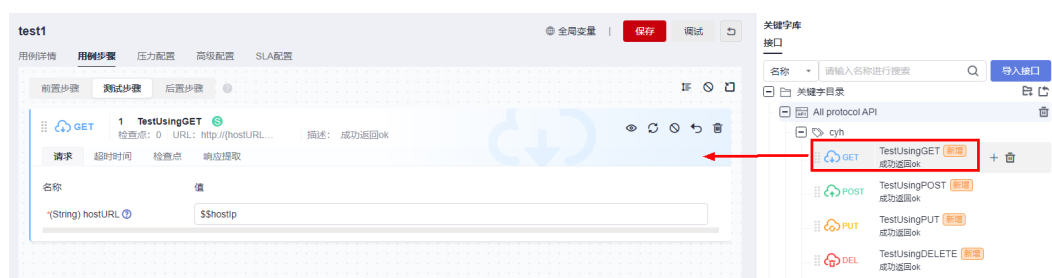 test1
全局变量
保存
调试
用例详情 用例步骤 压力配置 高级配置 SLA配置
前置步骤 测试步骤 后置步骤
GET
1 TestUsingGET S
检查点: 0 URL: http://{hostURL... 描述: 成功返回ok
请求 超时时间 检查点 响应提取
名称 值
*(String) hostURL $$hostIp
关键字库
接口
名称 请输入名称进行搜索 导入接口
关键字目录
All protocol API
cyh
GET TestUsingGET 新增
成功返回ok
POST TestUsingPOST 新增
成功返回ok
PUT TestUsingPUT 新增
成功返回ok
DEL TestUsingDELETE 新增
成功返回ok